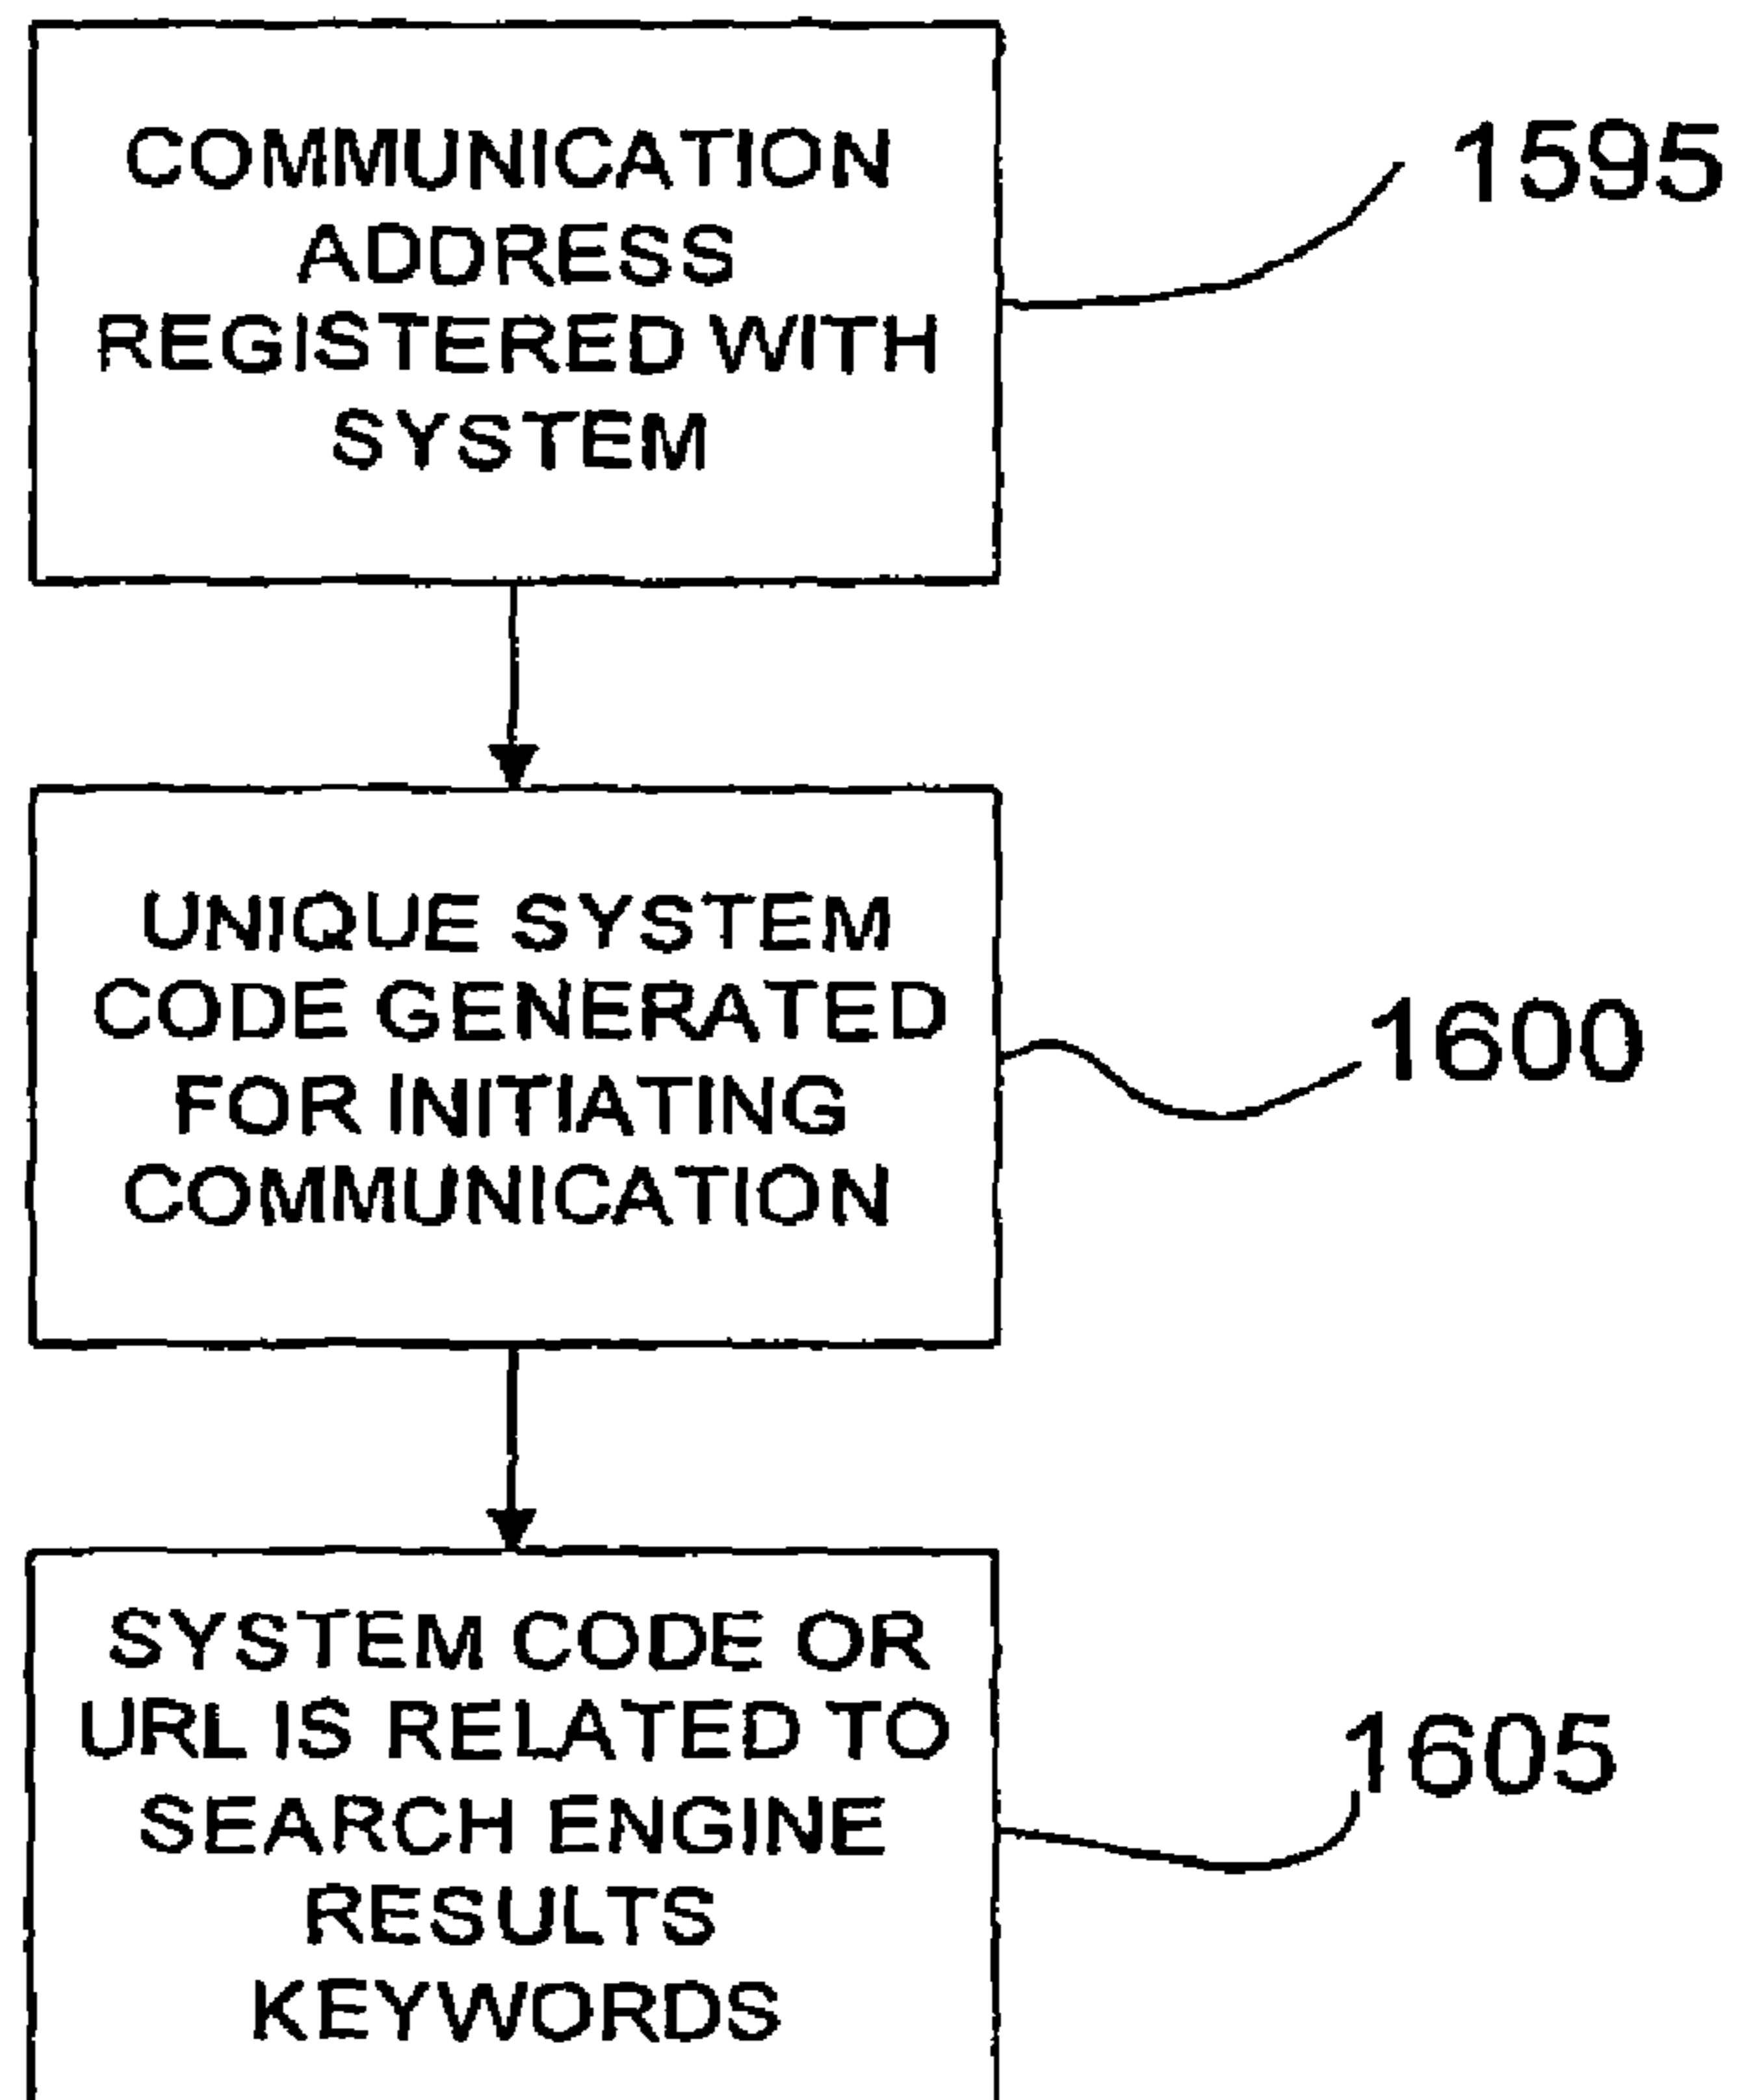 COMMUNICATION
ADDRESS
REGISTERED WITH
SYSTEM
1595
UNIQUE SYSTEM
CODE GENERATED
FOR INITIATING
COMMUNICATION
1600
SYSTEM CODE OR
URL IS RELATED TO
SEARCH ENGINE
RESULTS
KEYWORDS
1605